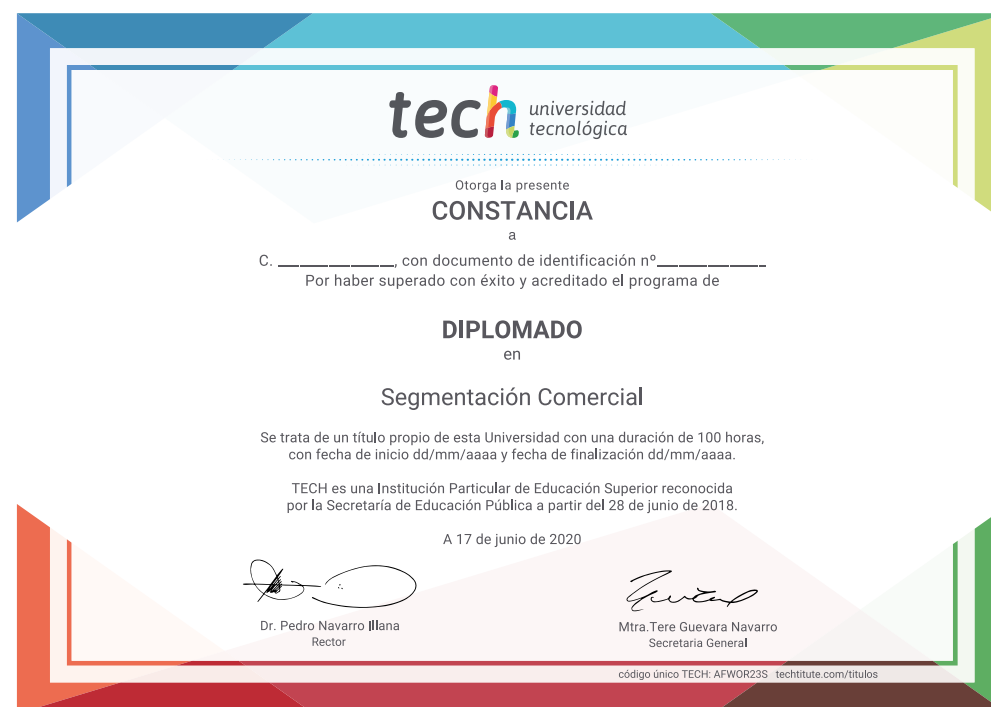 tech universidad
tecnológica
Otorga la presente
CONSTANCIA
a
C. ______________, con documento de identificación nº_____________
Por haber superado con éxito y acreditado el programa de
DIPLOMADO
en
Segmentación Comercial
Se trata de un título propio de esta Universidad con una duración de 100 horas,
con fecha de inicio dd/mm/aaaa y fecha de finalización dd/mm/aaaa.
TECH es una Institución Particular de Educación Superior reconocida
por la Secretaría de Educación Pública a partir del 28 de junio de 2018.
A 17 de junio de 2020
Dr. Pedro Navarro Illana
Rector
Mtra.Tere Guevara Navarro
Secretaria General
código único TECH: AFWOR23S techtitute.com/titulos